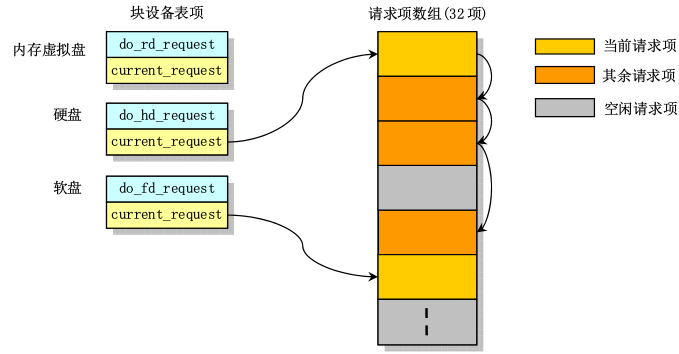 块设备表项
请求项数组(32 项)
内存虚拟盘
do_rd_request
current_request
硬盘
do_hd_request
current_request
软盘
do_fd_request
current_request
当前请求项
其余请求项
空闲请求项